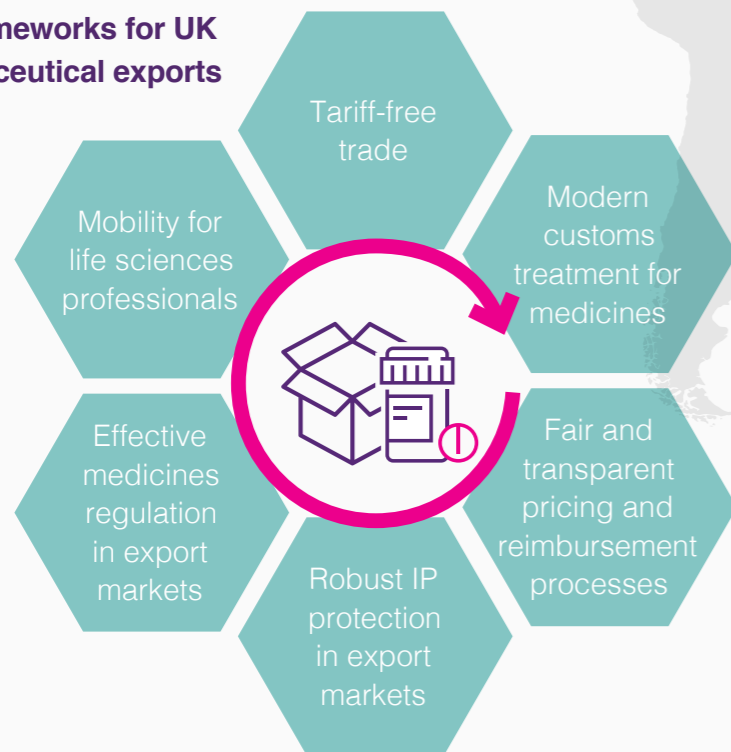 meworks for UK
ceutical exports
Tariff-free
trade
Modern
customs
treatment for
medicines
Fair and
transparent
pricing and
reimbursement
processes
Robust IP
protection
in export
markets
Effective
medicines
regulation
in export
markets
Mobility for
life sciences
professionals